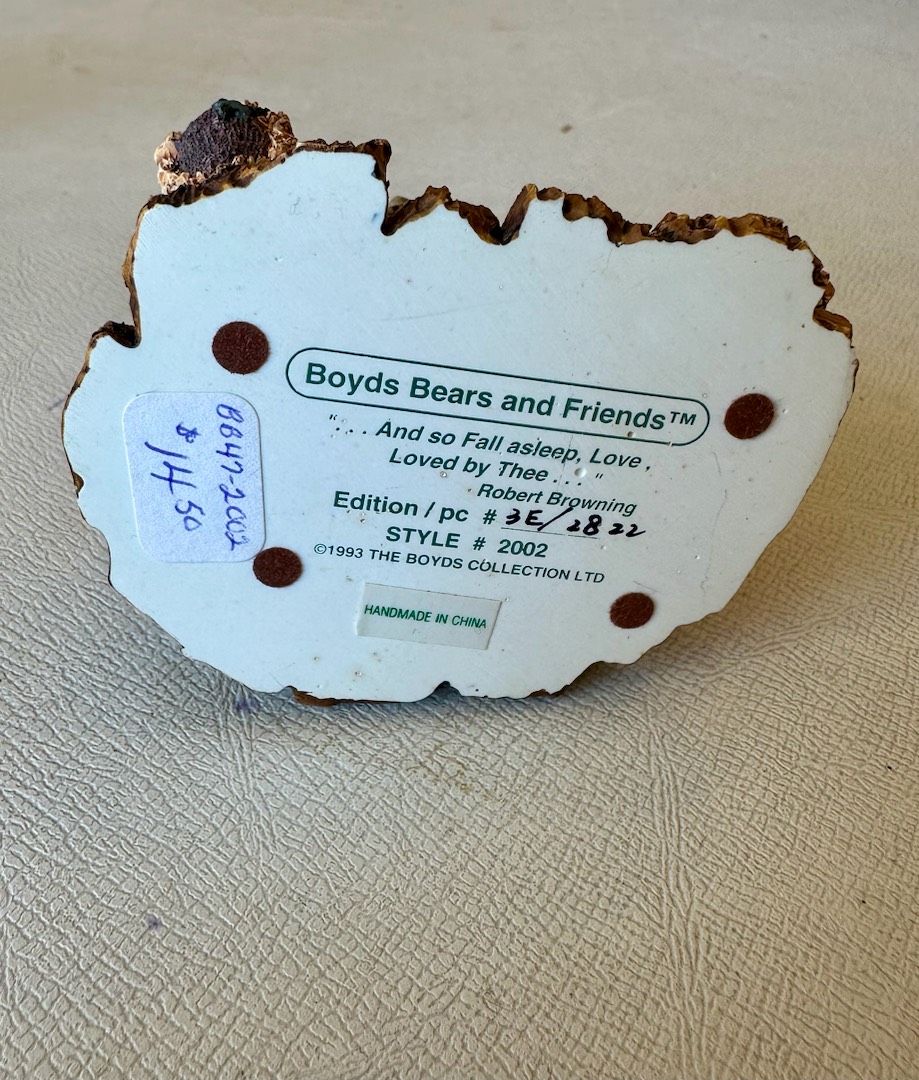 Boyds Bears and Friends™
". . . And so Fall asleep, Love,
Loved by Thee . . . "
Robert Browning
Edition / pc # 3E/2822
STYLE # 2002
©1993 THE BOYDS COLLECTION LTD
HANDMADE IN CHINA
BB47-2002
$14.50